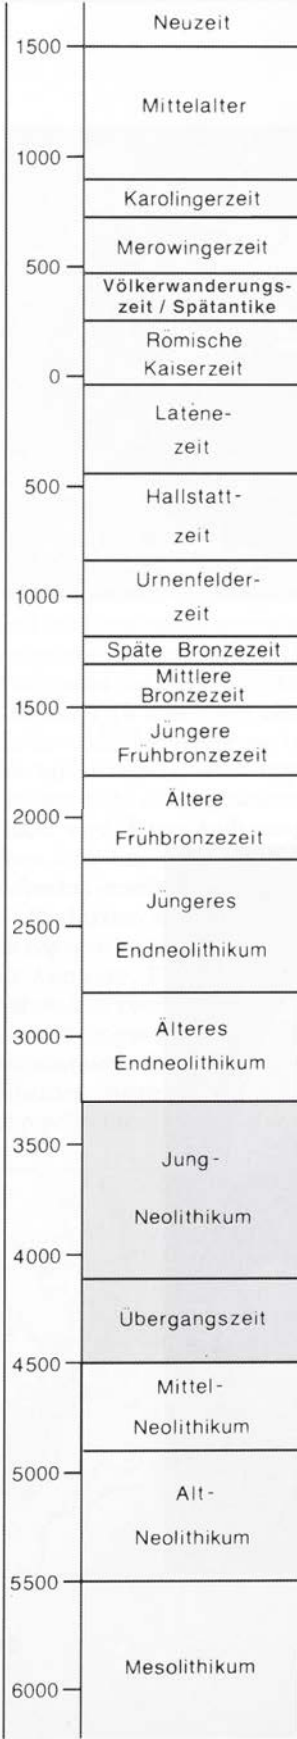 Neuzeit
1500
Mittelalter
1000
Karolingerzeit
Merowingerzeit
500
Völkerwanderungs-
zeit / Spätantike
Römische
Kaiserzeit
0
Latène-
zeit
500
Hallstatt-
zeit
Urnenfelder-
1000
zeit
Späte Bronzezeit
Mittlere
Bronzezeit
1500
Jüngere
Frühbronzezeit
Ältere
2000
Frühbronzezeit
Jüngeres
2500
Endneolithikum
Älteres
3000
Endneolithikum
3500
Jung-
Neolithikum
4000
Übergangszeit
4500
Mittel-
Neolithikum
5000
Alt-
Neolithikum
5500
Mesolithikum
6000